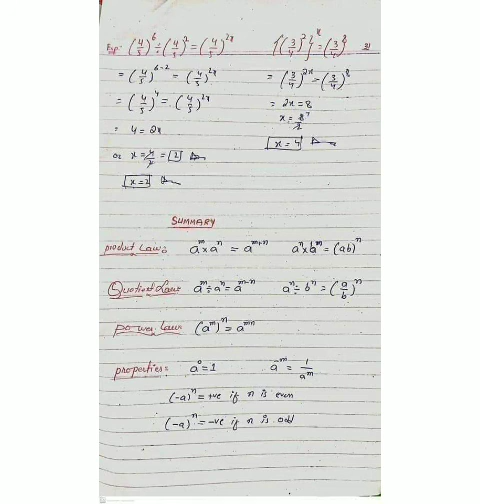 Exp: (4/5)^6 ÷ (4/5)^2 = (4/5)^2x
= (4/5)^6-2 = (4/5)^2x
= (4/5)^4 = (4/5)^2x
= 4 = 2x
or x = 4/2 = 2
x = 2
{(3/4)^2}^x = (3/4)^8
= (3/4)^2x = (3/4)^8
= 2x = 8
x = 8/2
x = 4
SUMMARY
product Law: a^m × a^n = a^m+n a^n × b^n = (ab)^n
Quotient Law a^m ÷ a^n = a^m-n a^n ÷ b^n = (a/b)^n
power law (a^m)^n = a^mn
properties: a^0 = 1 a^-m = 1/a^m
(-a)^n = +ve if n is even
(-a)^n = -ve if n is odd